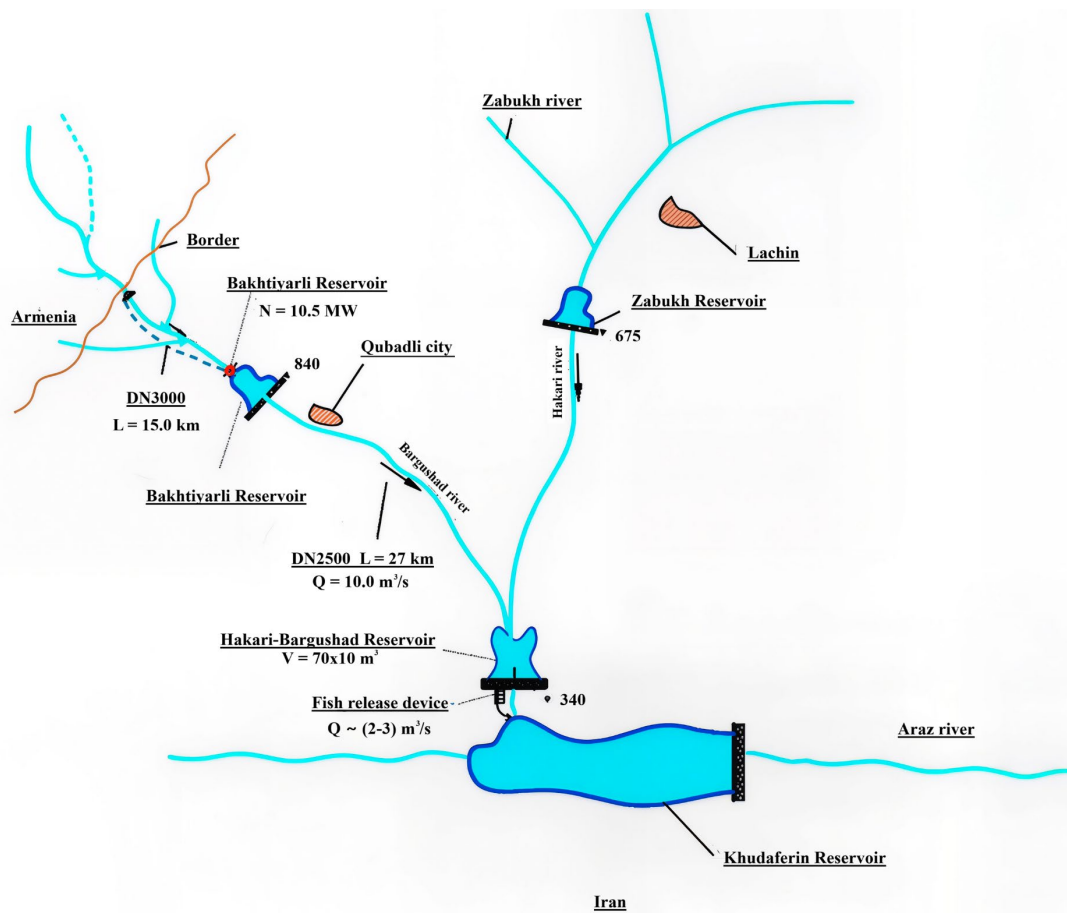 Zabukh river
Border
Lachin
Bakhtiyarli Reservoir
N = 10.5 MW
Zabukh Reservoir
Armenia
675
Qubadli city
840
Hakari river
DN3000
L = 15.0 km
Bargushad river
Bakhtiyarli Reservoir
DN2500 L = 27 km
Q = 10.0 m³/s
Hakari-Bargushad Reservoir
V = 70x10 m³
Fish release device
340
Q ~ (2-3) m³/s
Araz river
Khudaferin Reservoir
Iran